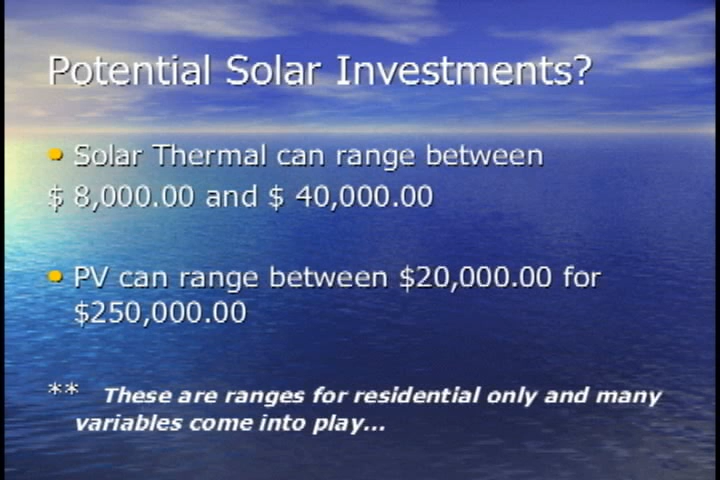 Potential Solar Investments?
• Solar Thermal can range between
$ 8,000.00 and $ 40,000.00
• PV can range between $20,000.00 for
$250,000.00
** These are ranges for residential only and many
variables come into play...